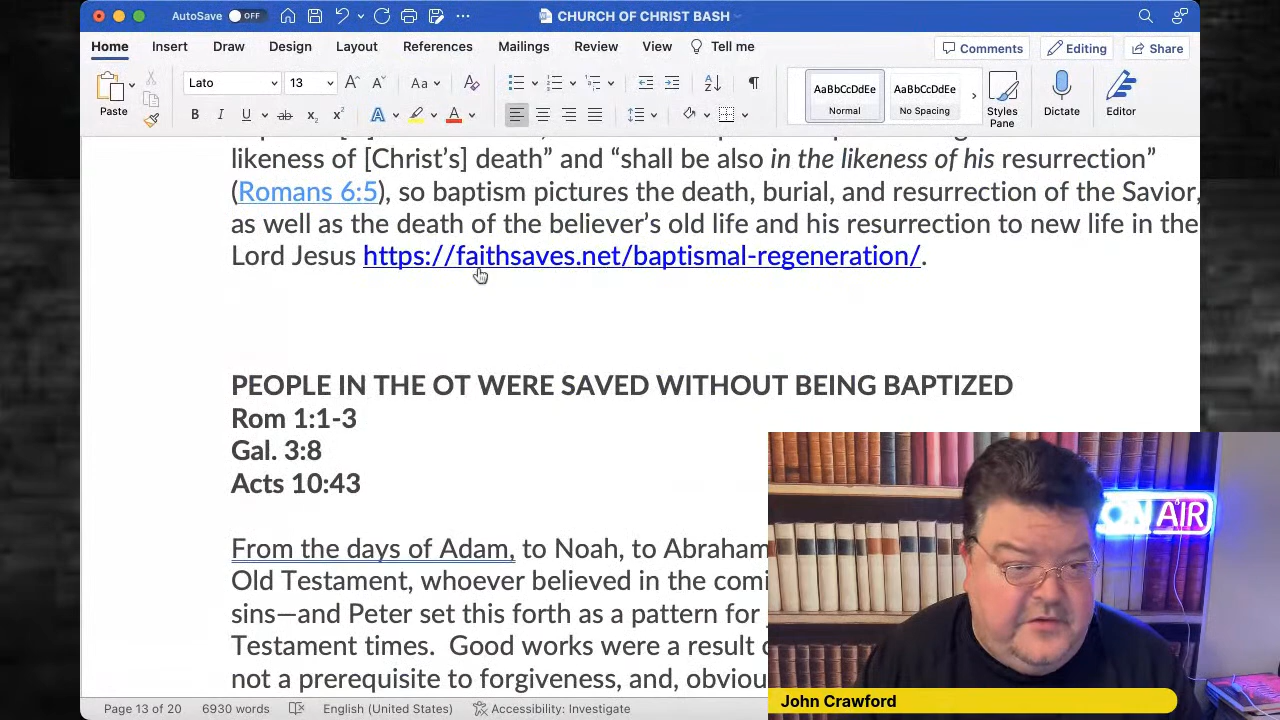 AutoSave OFF CHURCH OF CHRIST BASH
Home Insert Draw Design Layout References Mailings Review View Tell me Comments Editing Share
Paste Lato 13 AaBbCcDdEe Normal AaBbCcDdEe No Spacing Styles Pane Dictate Editor
likeness of [Christ’s] death” and “shall be also in the likeness of his resurrection”
(Romans 6:5), so baptism pictures the death, burial, and resurrection of the Savior,
as well as the death of the believer’s old life and his resurrection to new life in the
Lord Jesus https://faithsaves.net/baptismal-regeneration/.
PEOPLE IN THE OT WERE SAVED WITHOUT BEING BAPTIZED
Rom 1:1-3
Gal. 3:8
Acts 10:43
From the days of Adam, to Noah, to Abraham
Old Testament, whoever believed in the comi
sins—and Peter set this forth as a pattern for
Testament times. Good works were a result
not a prerequisite to forgiveness, and, obviou
ON AIR
John Crawford
Page 13 of 20 6930 words English (United States) Accessibility: Investigate